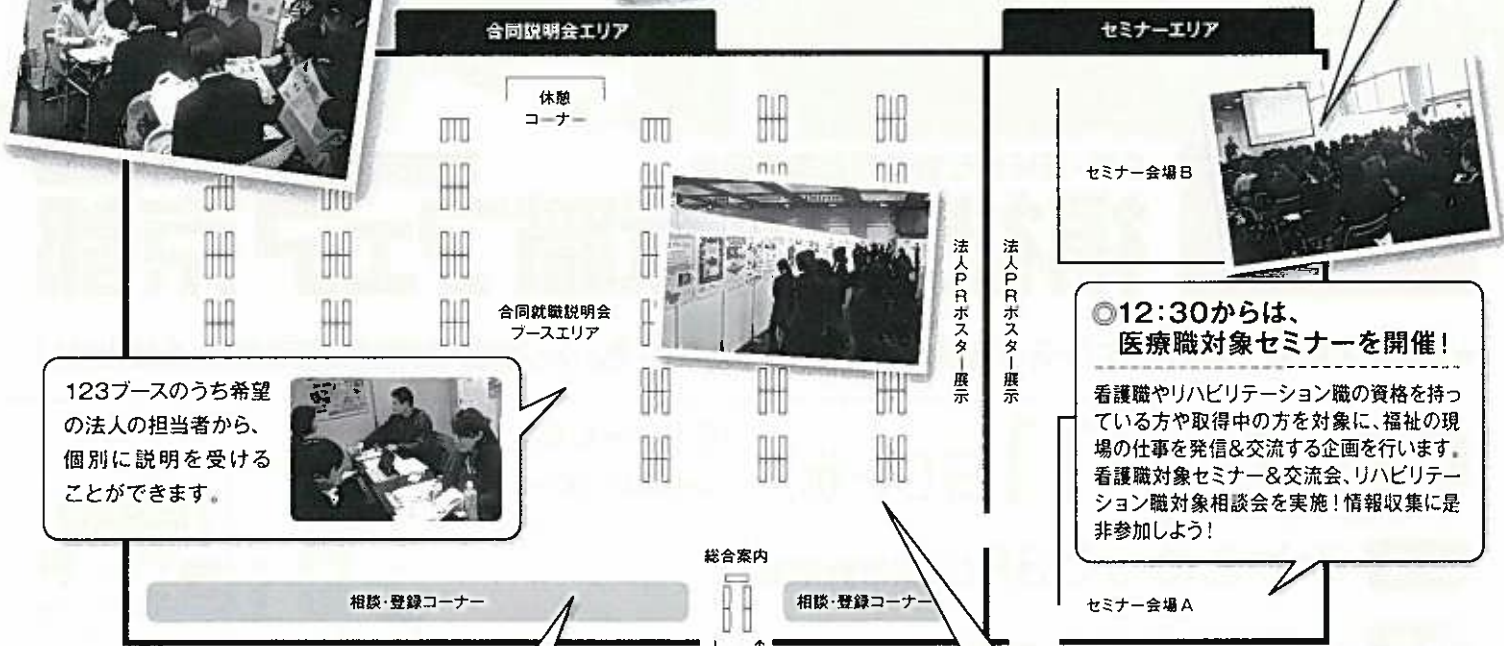 合同説明会エリア
セミナーエリア
休憩
コーナー
セミナー会場B
法人PRポスター展示
法人PRポスター展示
合同就職説明会
ブースエリア
◎12:30からは、
医療職対象セミナーを開催!
看護職やリハビリテーション職の資格を持っ
ている方や取得中の方を対象に、福祉の現
場の仕事を発信&交流する企画を行います。
看護職対象セミナー&交流会、リハビリテー
ション職対象相談会を実施!情報収集に是
非参加しよう!
123ブースのうち希望
の法人の担当者から、
個別に説明を受ける
ことができます。
総合案内
相談・登録コーナー
相談・登録コーナー
セミナー会場A